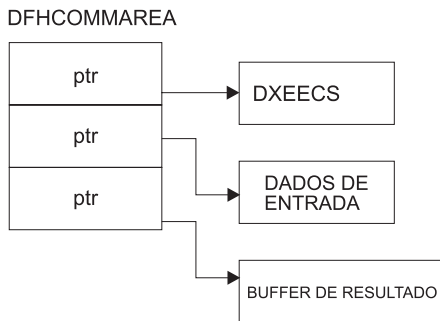 DFHCOMMAREA
ptr
DXEECS
ptr
DADOS DE
ENTRADA
ptr
BUFFER DE RESULTADO